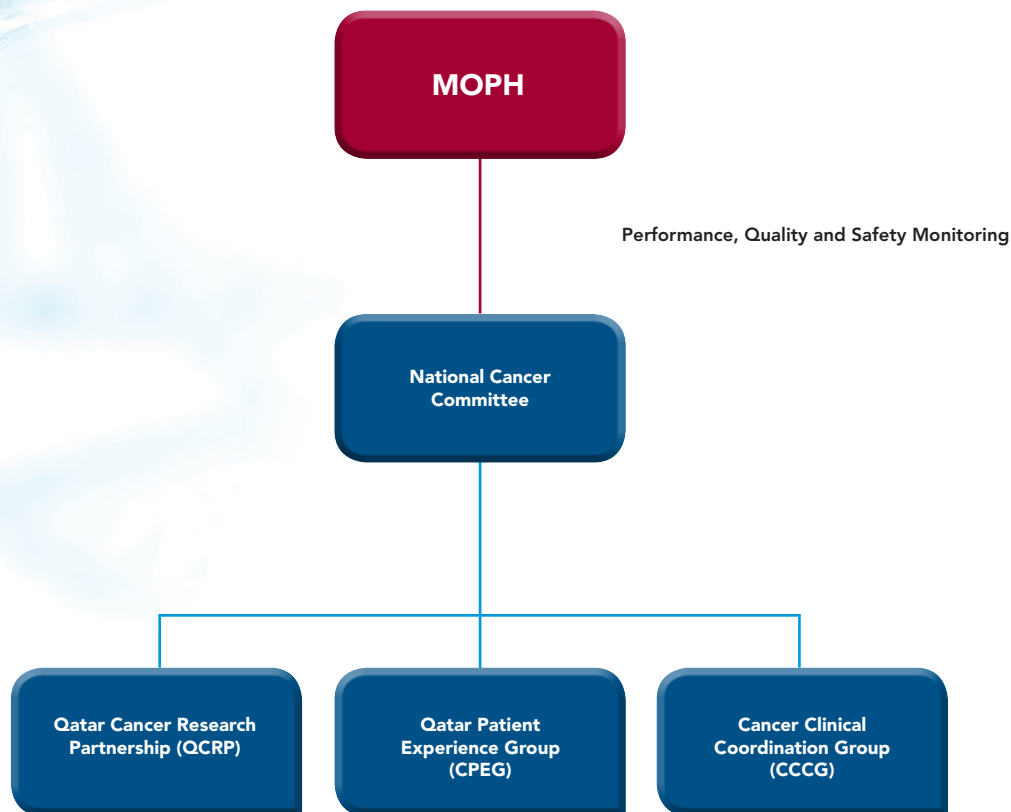 MOPH
Performance, Quality and Safety Monitoring
National Cancer
Committee
Qatar Cancer Research
Partnership (QCRP)
Qatar Patient
Experience Group
(CPEG)
Cancer Clinical
Coordination Group
(CCCG)